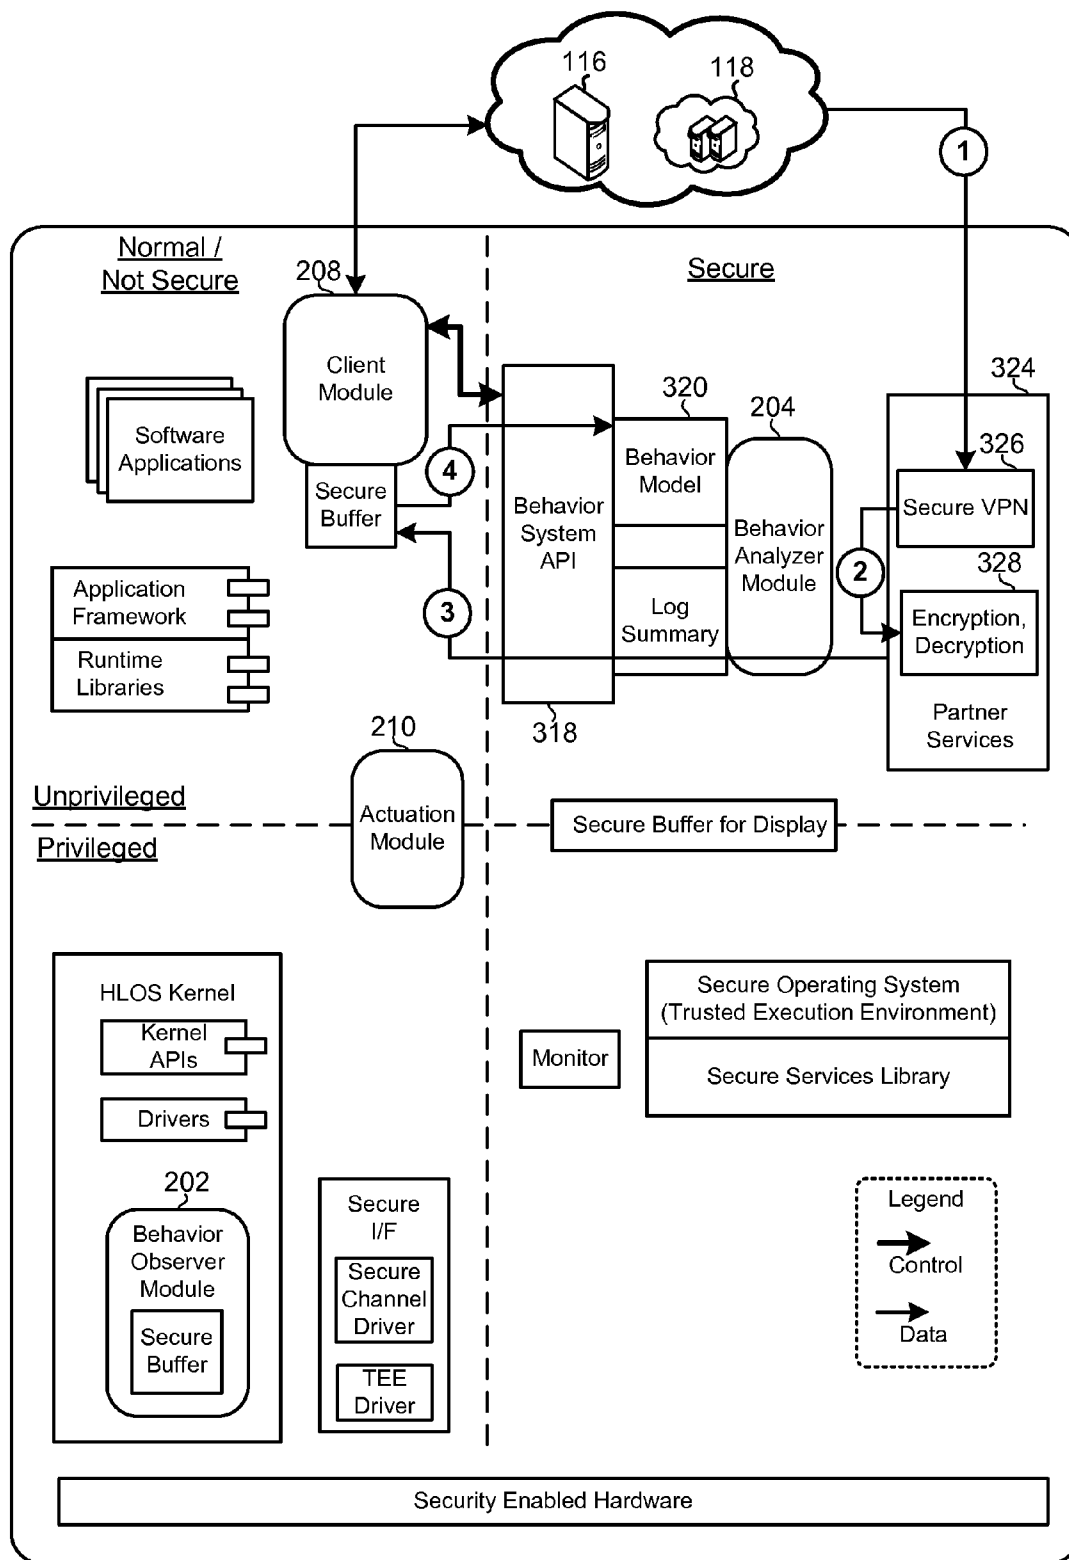 116
118
1
Normal /
Not Secure
Secure
208
Client
Module
324
320
204
Software
Applications
4
Secure
Buffer
Behavior
System
API
Behavior
Model
Behavior
Analyzer
Module
326
Secure VPN
2
328
Application
Framework
Runtime
Libraries
3
Log
Summary
Encryption,
Decryption
318
Partner
Services
210
Unprivileged
Privileged
Actuation
Module
Secure Buffer for Display
HLOS Kernel
Kernel
APIs
Drivers
Monitor
Secure Operating System
(Trusted Execution Environment)
Secure Services Library
202
Behavior
Observer
Module
Secure
Buffer
Secure
I/F
Secure
Channel
Driver
TEE
Driver
Legend
Control
Data
Security Enabled Hardware